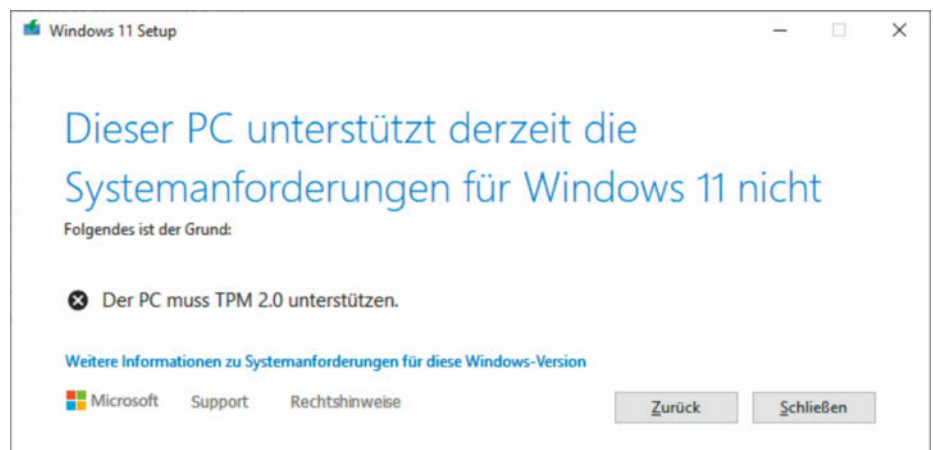 Windows 11 Setup
Dieser PC unterstützt derzeit die
Systemanforderungen für Windows 11 nicht
Folgendes ist der Grund:
Der PC muss TPM 2.0 unterstützen.
Weitere Informationen zu Systemanforderungen für diese Windows-Version
Microsoft Support Rechtshinweise Zurück Schließen